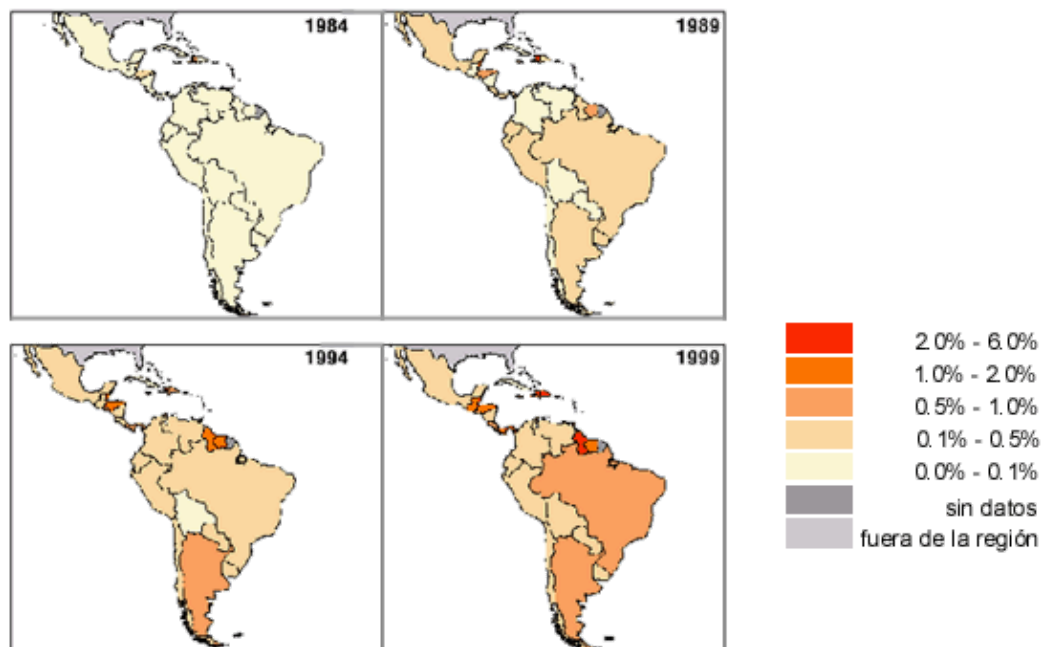 1984
1989
1994
1999
2.0% - 6.0%
1.0% - 2.0%
0.5% - 1.0%
0.1% - 0.5%
0.0% - 0.1%
sin datos
fuera de la región